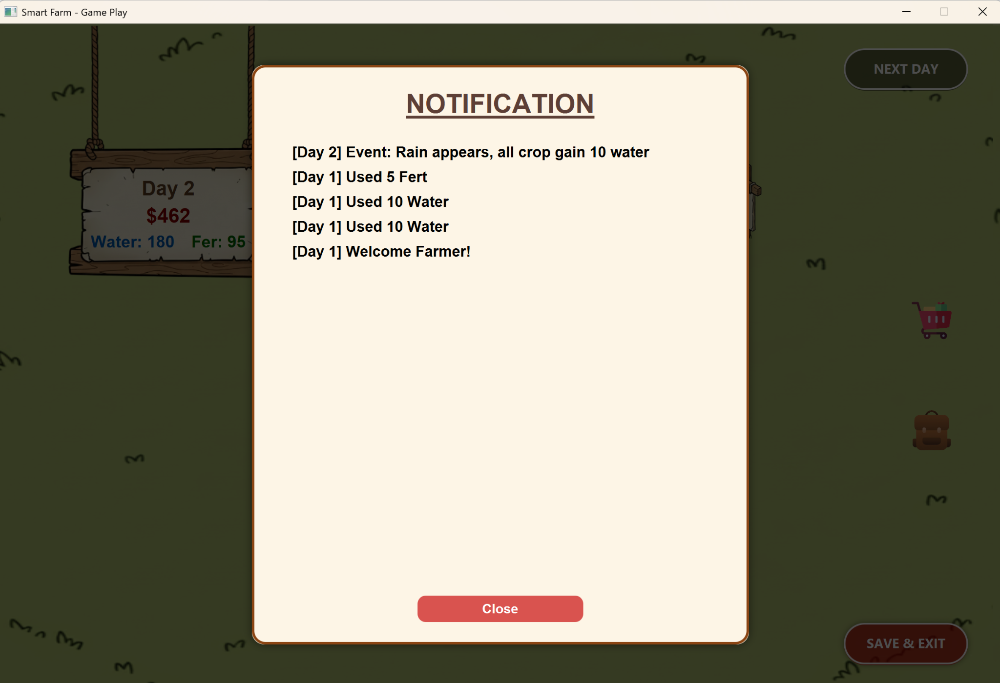 Smart Farm - Game Play
NEXT DAY
NOTIFICATION
[Day 2] Event: Rain appears, all crop gain 10 water
[Day 1] Used 5 Fert
[Day 1] Used 10 Water
[Day 1] Used 10 Water
[Day 1] Welcome Farmer!
Day 2
$462
Water: 180 Fer: 95
Close
SAVE & EXIT